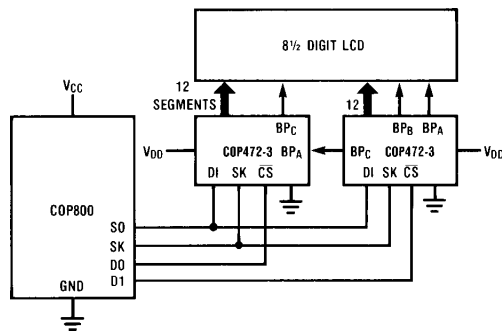 8½ DIGIT LCD
VCC
12
SEGMENTS
12
BPC
BPB
BPA
VDD
COP472-3
BPA
BPC
COP472-3
VDD
DI
SK
CS
DI
SK
CS
COP800
SO
SK
D0
D1
GND